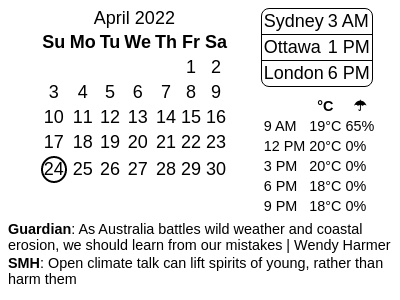 April 2022
Su Mo Tu We Th Fr Sa
1 2
3 4 5 6 7 8 9
10 11 12 13 14 15 16
17 18 19 20 21 22 23
24 25 26 27 28 29 30
Sydney 3 AM
Ottawa 1 PM
London 6 PM
°C ☂
9 AM 19°C 65%
12 PM 20°C 0%
3 PM 20°C 0%
6 PM 18°C 0%
9 PM 18°C 0%
Guardian: As Australia battles wild weather and coastal
erosion, we should learn from our mistakes | Wendy Harmer
SMH: Open climate talk can lift spirits of young, rather than
harm them